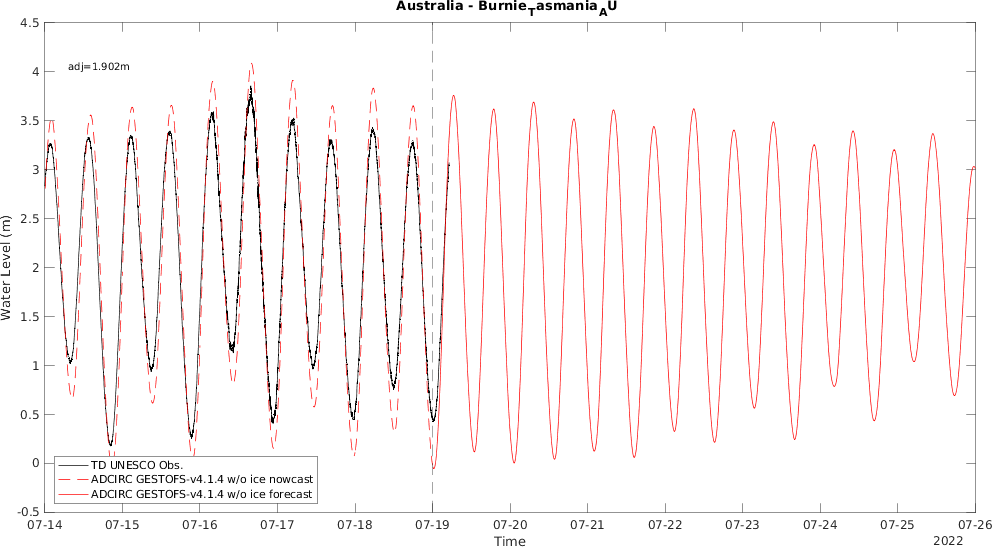 Australia - Burnie_Tasmania_AU
4.5
4
3.5
3
2.5
2
1.5
1
0.5
0
-0.5
Water Level (m)
adj=1.902m
TD UNESCO Obs.
ADCIRC GESTOFS-v4.1.4 w/o ice nowcast
ADCIRC GESTOFS-v4.1.4 w/o ice forecast
07-14 07-15 07-16 07-17 07-18 07-19 07-20 07-21 07-22 07-23 07-24 07-25 07-26
Time
2022